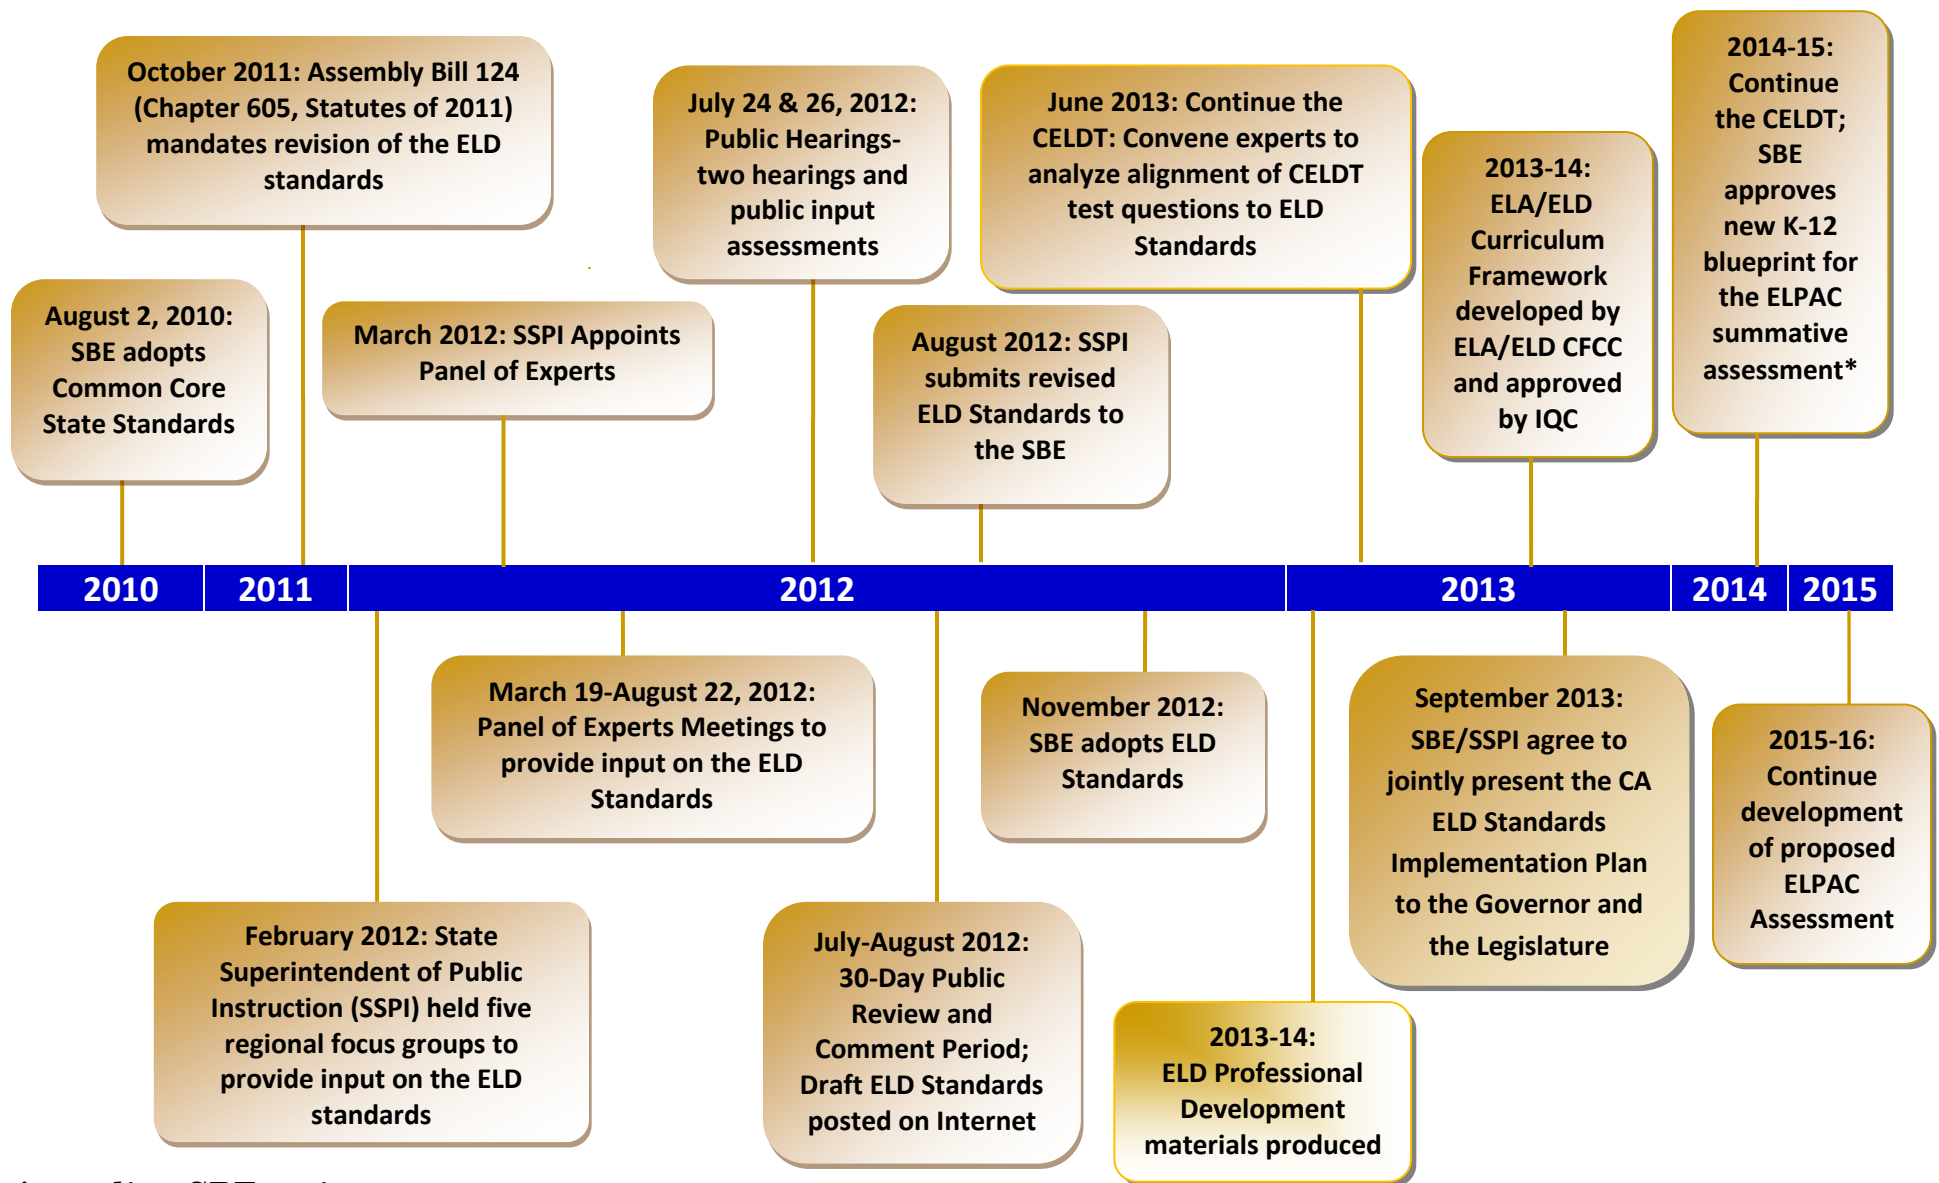 October 2011: Assembly Bill 124
(Chapter 605, Statutes of 2011)
mandates revision of the ELD
standards
July 24 & 26, 2012:
Public Hearings-
two hearings and
public input
assessments
June 2013: Continue the
CELDT: Convene experts to
analyze alignment of CELDT
test questions to ELD
Standards
2013-14:
ELA/ELD
Curriculum
Framework
developed by
ELA/ELD CFCC
and approved
by IQC
2014-15:
Continue
the CELDT;
SBE
approves
new K-12
blueprint for
the ELPAC
summative
assessment*
August 2, 2010:
SBE adopts
Common Core
State Standards
March 2012: SSPI Appoints
Panel of Experts
August 2012: SSPI
submits revised
ELD Standards to
the SBE
2010 2011 2012 2013 2014 2015
March 19-August 22, 2012:
Panel of Experts Meetings to
provide input on the ELD
Standards
November 2012:
SBE adopts ELD
Standards
September 2013:
SBE/SSPI agree to
jointly present the CA
ELD Standards
Implementation Plan
to the Governor and
the Legislature
2015-16:
Continue
development
of proposed
ELPAC
Assessment
February 2012: State
Superintendent of Public
Instruction (SSPI) held five
regional focus groups to
provide input on the ELD
standards
July-August 2012:
30-Day Public
Review and
Comment Period;
Draft ELD Standards
posted on Internet
2013-14:
ELD Professional
Development
materials produced